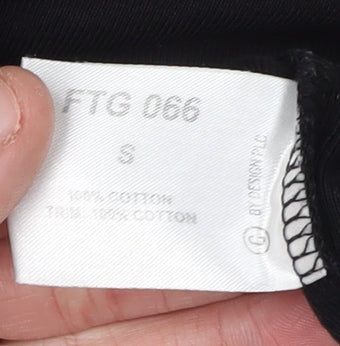 FTG 066
S
100% COTTON
TRIM: 100% COTTON
G BY DESIGN PLC